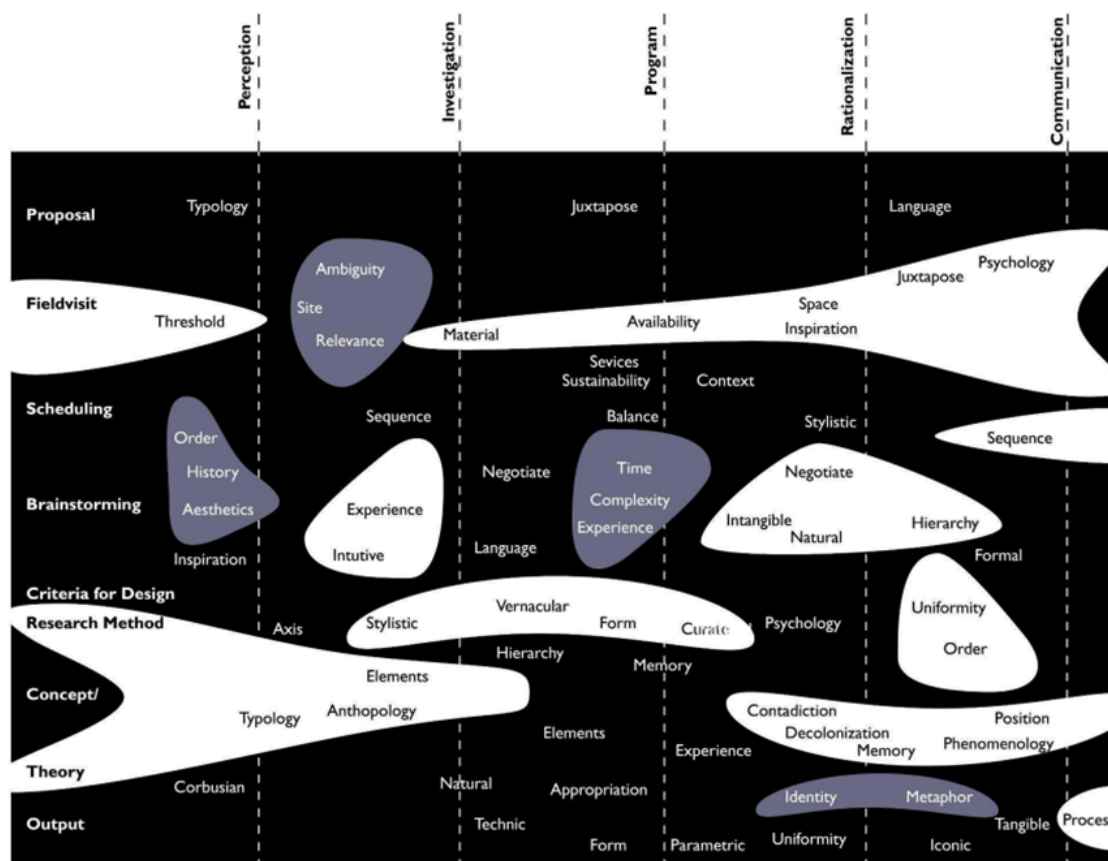 Perception
Investigation
Program
Rationalization
Communication
Proposal
Typology
Juxtapose
Language
Ambiguity
Psychology
Juxtapose
Fieldvisit
Site
Space
Threshold
Availability
Inspiration
Relevance
Material
Sevices
Sustainability
Context
Scheduling
Sequence
Balance
Stylistic
Order
Sequence
History
Negotiate
Time
Negotiate
Brainstorming
Aesthetics
Experience
Complexity
Experience
Intangible
Hierarchy
Natural
Inspiration
Intutive
Language
Formal
Criteria for Design
Vernacular
Uniformity
Research Method
Axis
Stylistic
Form
Curate
Psychology
Hierarchy
Memory
Order
Concept/
Elements
Typology
Anthopology
Contadiction
Position
Elements
Decolonization
Experience
Memory
Phenomenology
Theory
Corbusian
Natural
Appropriation
Identity
Metaphor
Output
Technic
Tangible
Proces
Form
Parametric
Uniformity
Iconic